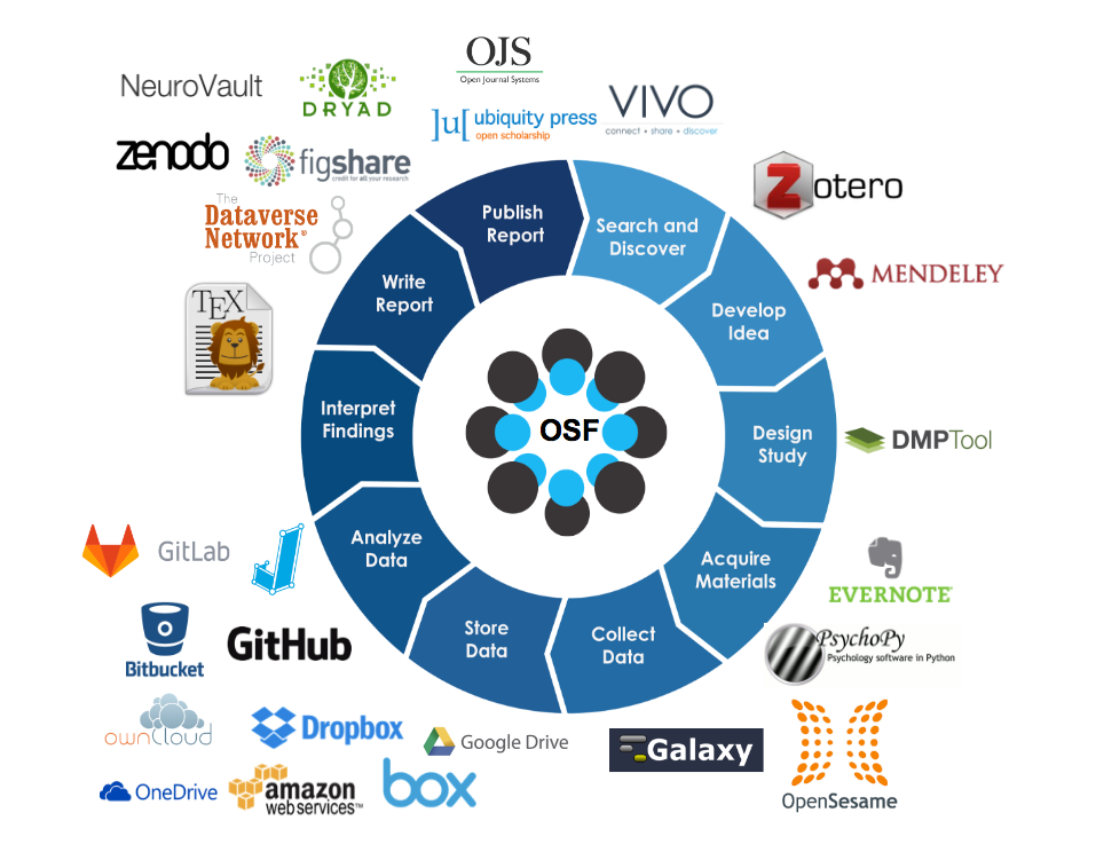 OJS
Open Journal Systems
NeuroVault
DRYAD
]u[ ubiquity press
open scholarship
VIVO
connect • share • discover
zenodo
figshare
credit for all your research
Zotero
The
Dataverse
Network®
Project
MENDELEY
TEX
Publish
Report
Search and
Discover
Develop
Idea
Design
Study
Acquire
Materials
Collect
Data
Store
Data
Analyze
Data
Interpret
Findings
Write
Report
OSF
DMPTool
EVERNOTE®
PsychoPy
Psychology software in Python
OpenSesame
Galaxy
GitLab
Bitbucket
GitHub
ownCloud
Dropbox
Google Drive
OneDrive
amazon
webservices™
box